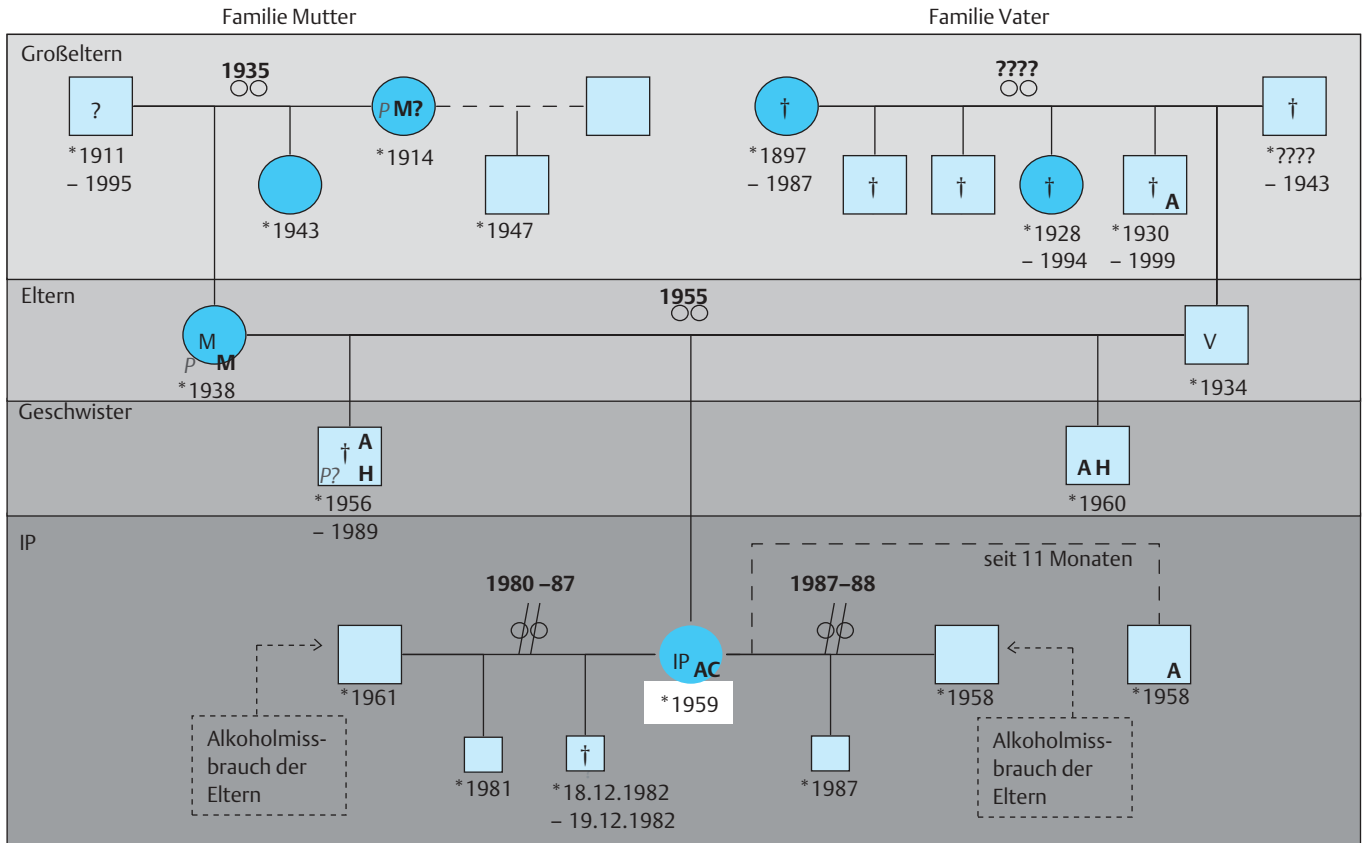 Familie Mutter
Familie Vater
Großeltern
1935
????
?
P M?
†
†
*1911
– 1995
*1914
*1897
– 1987
*????
– 1943
†
†
†
† A
*1943
*1947
*1928
– 1994
*1930
– 1999
Eltern
1955
M
P M
V
*1938
*1934
Geschwister
† A
P? H
A H
*1956
– 1989
*1960
IP
seit 11 Monaten
1980 –87
1987–88
IP AC
A
*1961
*1959
*1958
*1958
Alkoholmiss-
brauch der
Eltern
†
Alkoholmiss-
brauch der
Eltern
*1981
*18.12.1982
– 19.12.1982
*1987